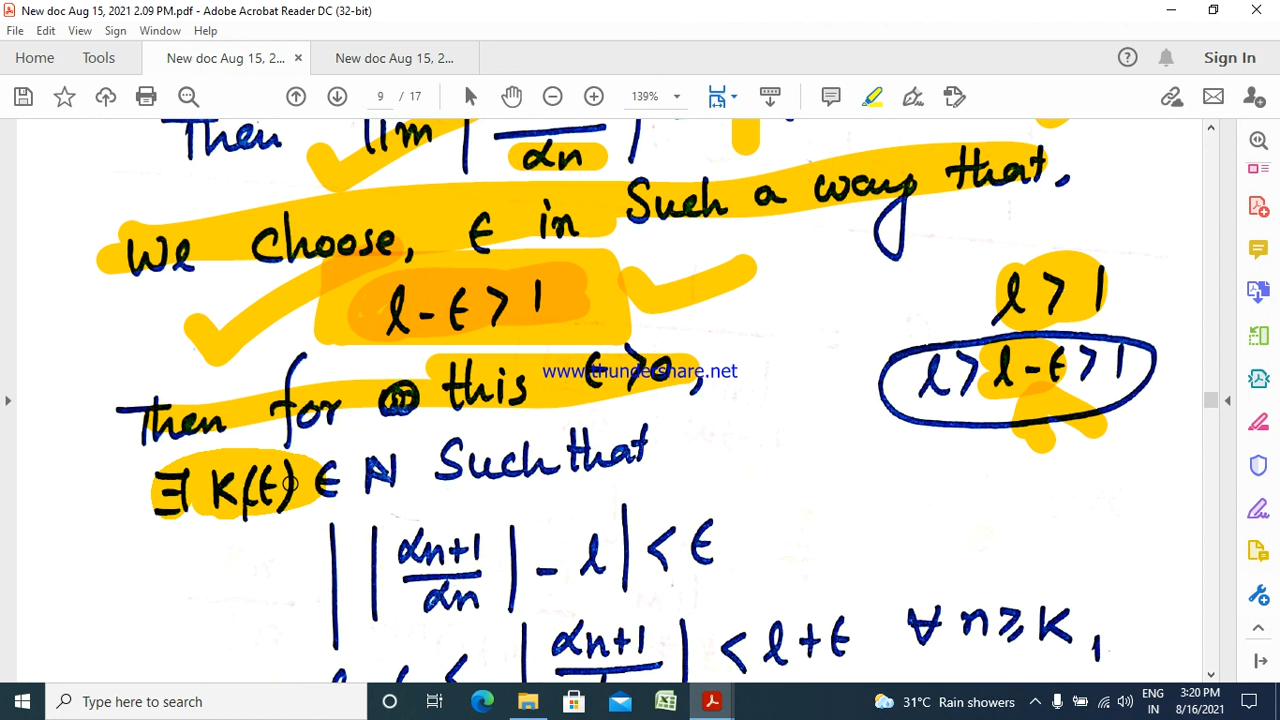 New doc Aug 15, 2021 2.09 PM.pdf - Adobe Acrobat Reader DC (32-bit)
File Edit View Sign Window Help
Home Tools New doc Aug 15, 2... × New doc Aug 15, 2... Sign In
9 / 17 139%
Then lim | αn |
We Choose, ε in Such a way that,
l - ε > 1
l > 1
l > l - ε > 1
Then for this ε > 0,
www.thundershare.net
∃ K(ε) ∈ N Such that
| | αn+1 / αn | - l | < ε
| αn+1 | < l + ε ∀ n ≥ K,
Type here to search
31°C Rain showers
ENG
IN
3:20 PM
8/16/2021